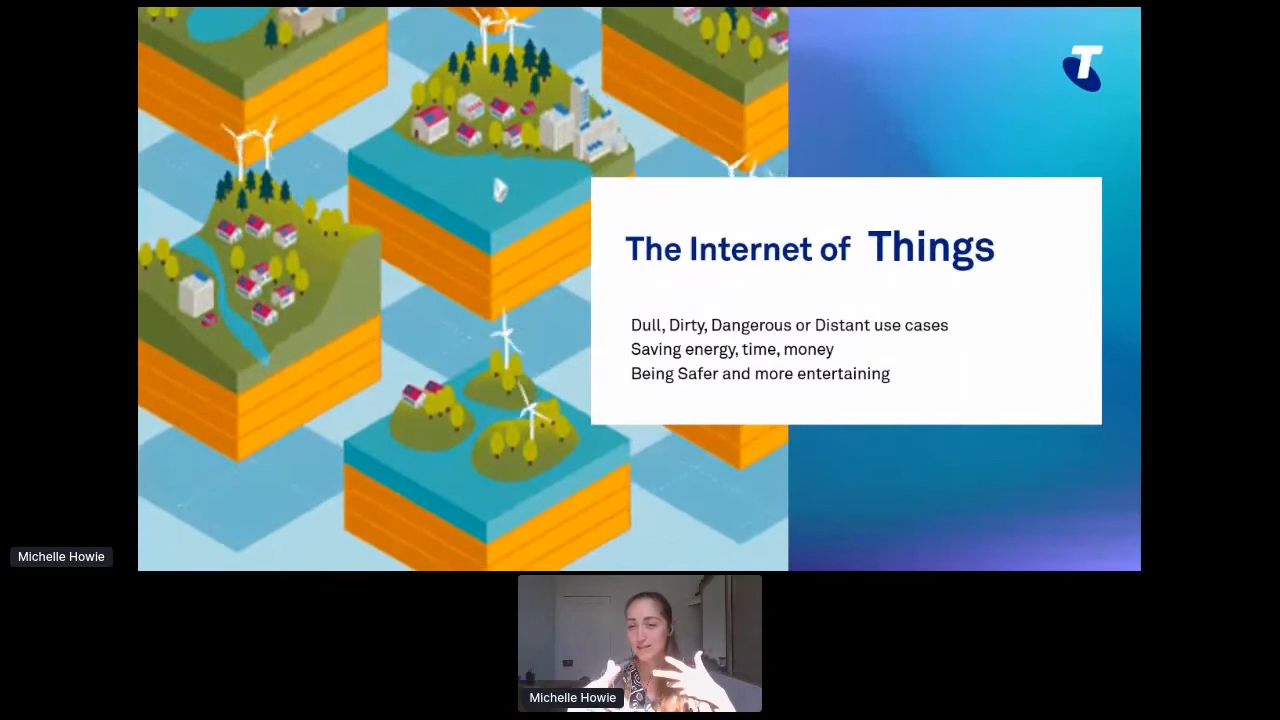 T
The Internet of Things
Dull, Dirty, Dangerous or Distant use cases
Saving energy, time, money
Being Safer and more entertaining
Michelle Howie
Michelle Howie